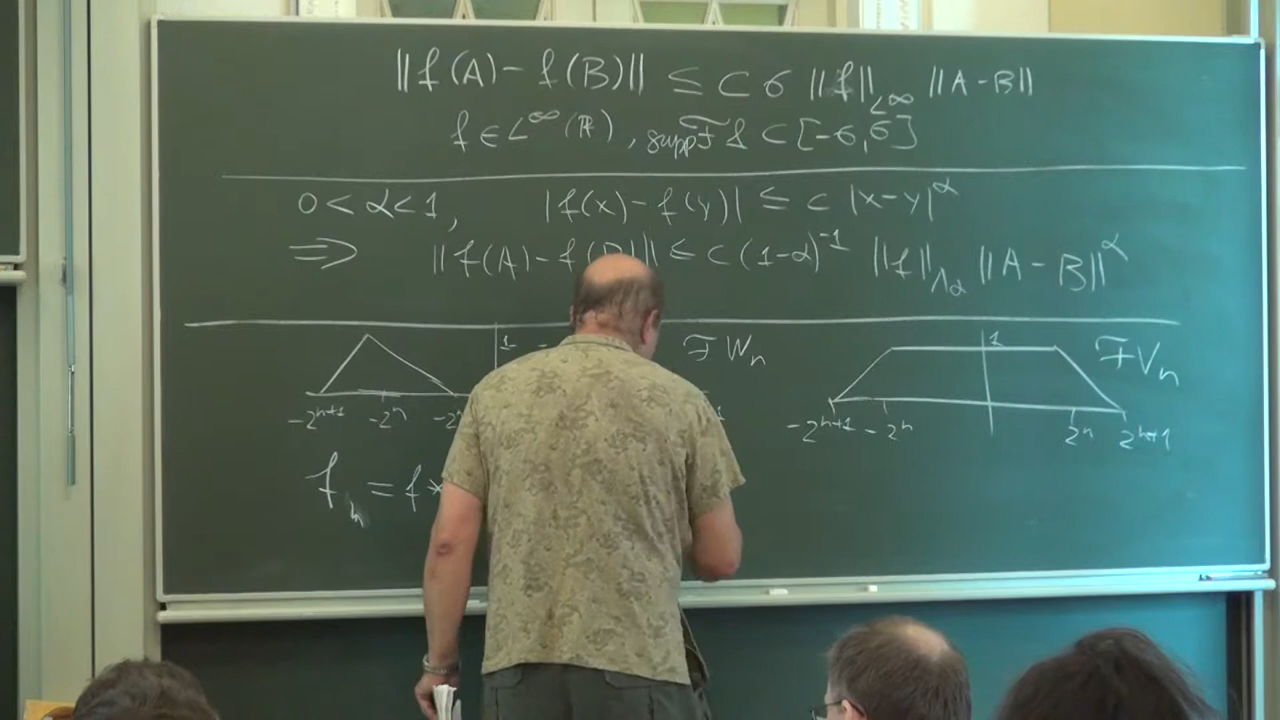 ||f(A)-f(B)|| ≤ c σ ||f||_{L^∞} ||A-B||
f ∈ L^∞(ℝ), supp ℱf ⊂ [-σ,σ]
0<α<1, |f(x)-f(y)| ≤ c |x-y|^α
⇒ ||f(A)-f(B)|| ≤ c (1-α)^{-1} ||f||_{Λα} ||A-B||^α
1 ℱW_n 1 ℱV_n
-2^{n+1} -2^n -2^{n+1} -2^n 2^n 2^{n+1}
f_n = f*